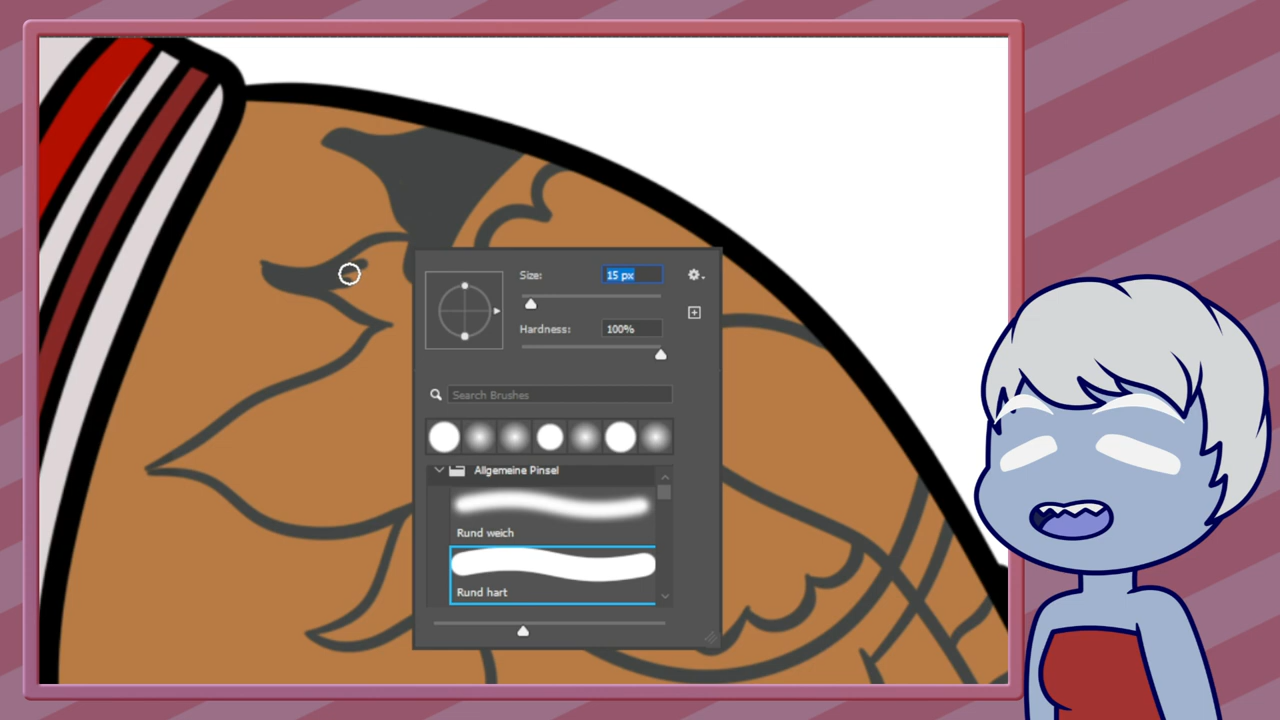 Size:
15 px
Hardness:
100%
Search Brushes
Allgemeine Pinsel
Rund weich
Rund hart